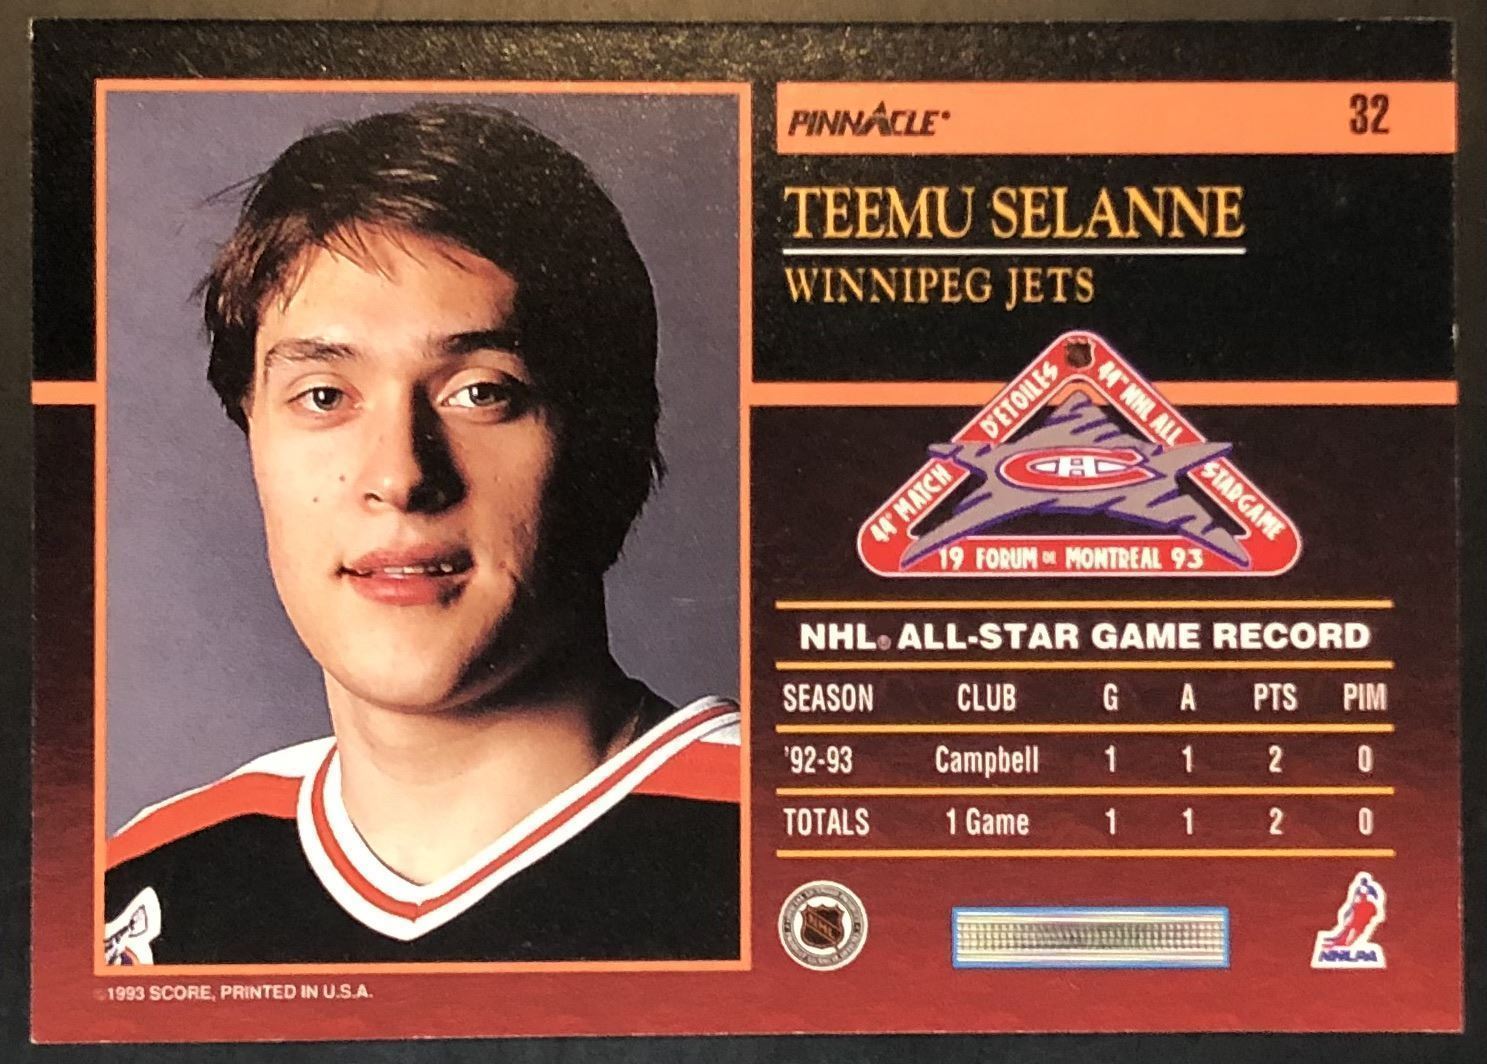 PINNACLE
32
TEEMU SELANNE
WINNIPEG JETS
44e MATCH D'ETOILES
44th NHL ALL STAR GAME
19 FORUM DE MONTREAL 93
NHL ALL-STAR GAME RECORD
SEASON CLUB G A PTS PIM
'92-93 Campbell 1 1 2 0
TOTALS 1 Game 1 1 2 0
NHL
NHLPA
©1993 SCORE, PRINTED IN U.S.A.